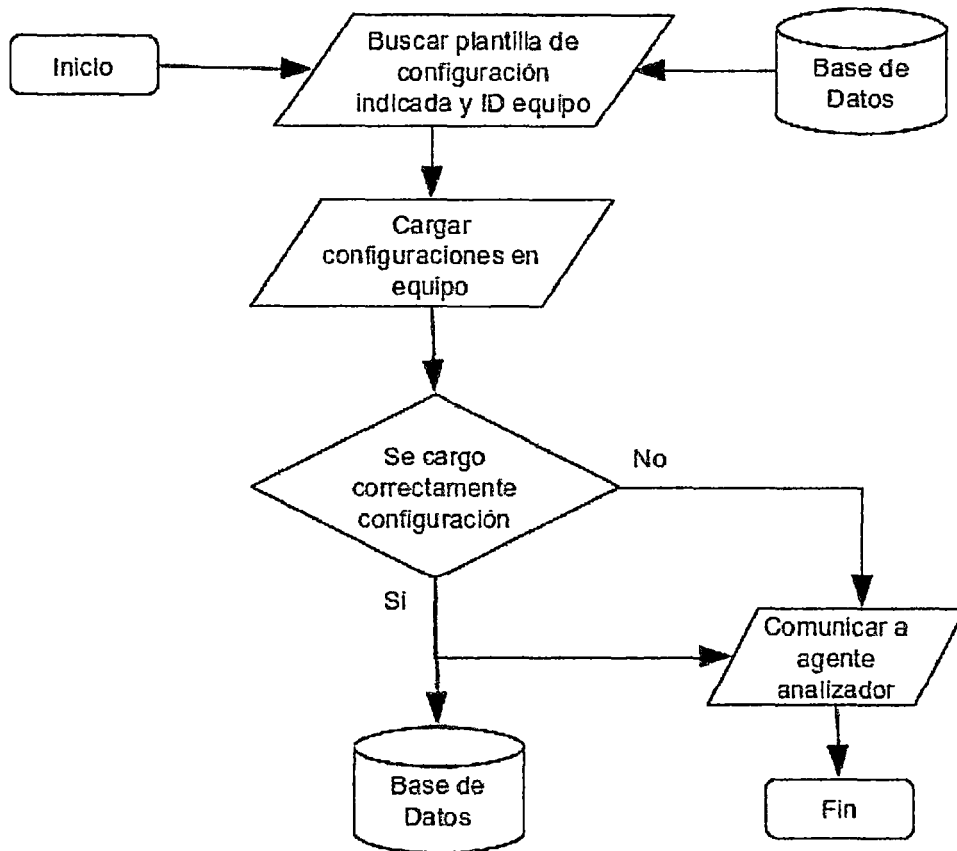 Inicio
Buscar plantilla de
configuración
indicada y ID equipo
Base de
Datos
Cargar
configuraciones en
equipo
Se cargo
correctamente
configuración
No
Si
Comunicar a
agente
analizador
Base de
Datos
Fin